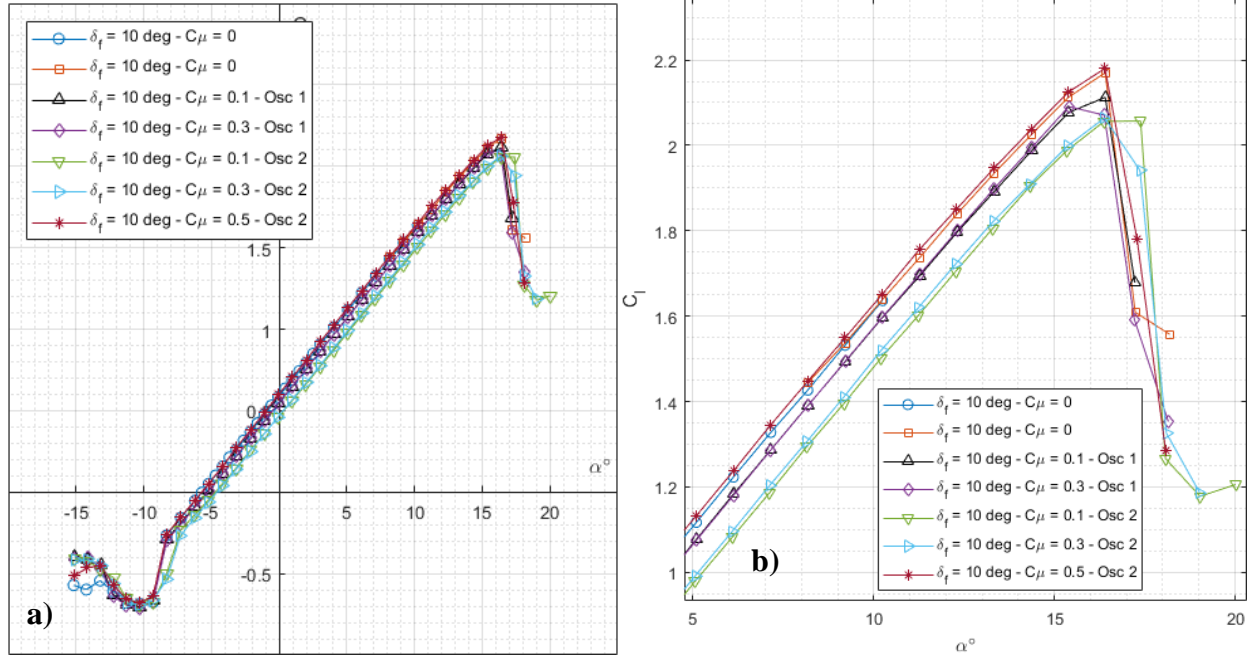 δf = 10 deg - Cμ = 0
δf = 10 deg - Cμ = 0
δf = 10 deg - Cμ = 0.1 - Osc 1
δf = 10 deg - Cμ = 0.3 - Osc 1
δf = 10 deg - Cμ = 0.1 - Osc 2
δf = 10 deg - Cμ = 0.3 - Osc 2
δf = 10 deg - Cμ = 0.5 - Osc 2
1.5
1
0
-0.5
α°
-15 -10 -5 5 10 15 20
a)
2.2
2
1.8
1.6
1.4
1.2
1
Cl
δf = 10 deg - Cμ = 0
δf = 10 deg - Cμ = 0
δf = 10 deg - Cμ = 0.1 - Osc 1
δf = 10 deg - Cμ = 0.3 - Osc 1
δf = 10 deg - Cμ = 0.1 - Osc 2
δf = 10 deg - Cμ = 0.3 - Osc 2
δf = 10 deg - Cμ = 0.5 - Osc 2
b)
5 10 15 20
α°